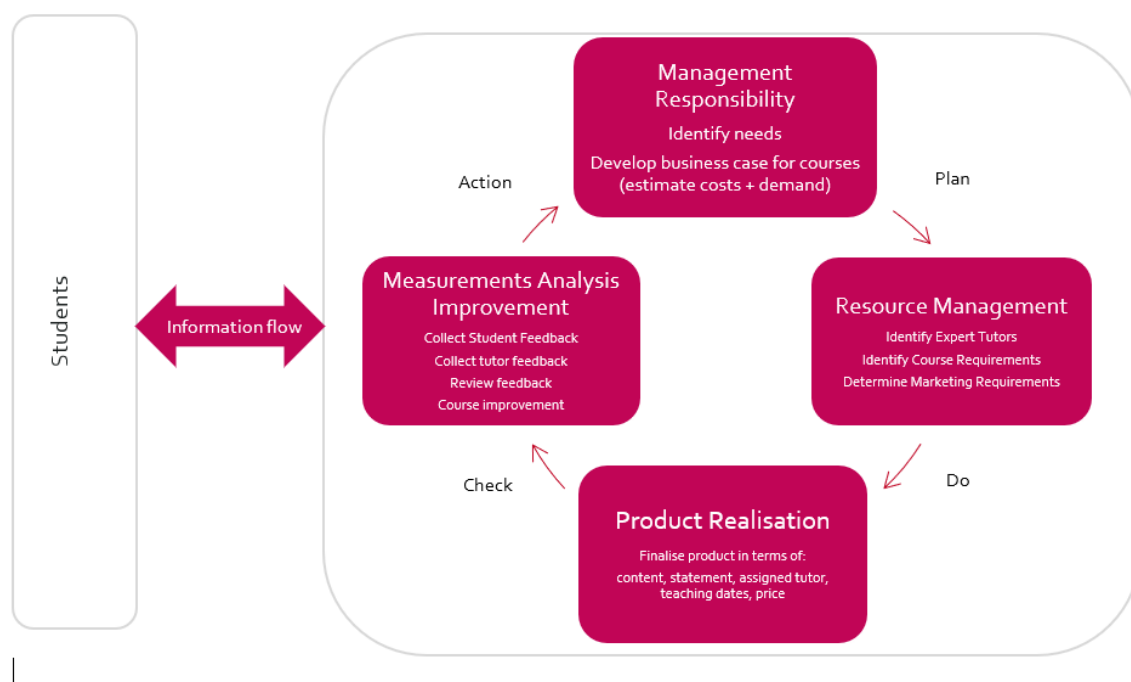 Students
Information flow
Management
Responsibility
Identify needs
Develop business case for courses
(estimate costs + demand)
Action
Plan
Measurements Analysis
Improvement
Collect Student Feedback
Collect tutor feedback
Review feedback
Course improvement
Resource Management
Identify Expert Tutors
Identify Course Requirements
Determine Marketing Requirements
Check
Do
Product Realisation
Finalise product in terms of:
content, statement, assigned tutor,
teaching dates, price